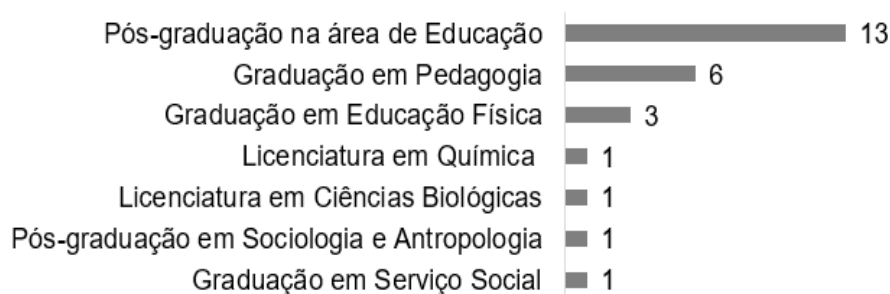 Pós-graduação na área de Educação 13
Graduação em Pedagogia 6
Graduação em Educação Física 3
Licenciatura em Química 1
Licenciatura em Ciências Biológicas 1
Pós-graduação em Sociologia e Antropologia 1
Graduação em Serviço Social 1